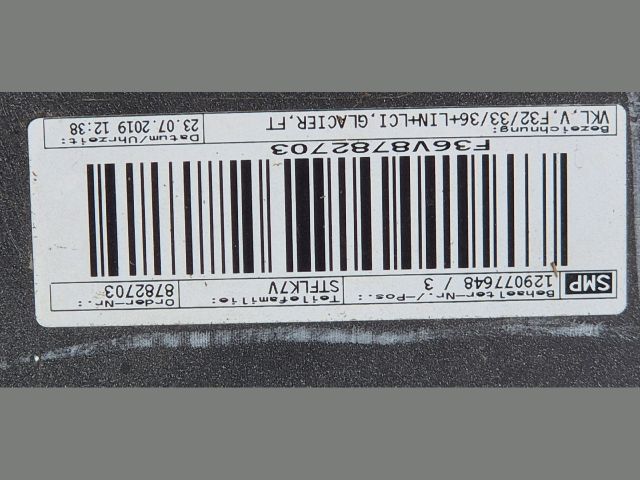 SMP
Behaelter-Nr./-Pos.:
129077648 / 3
Teilefamilie:
STFLK7V
Order-Nr.:
8782703
F36V8782703
Bezeichnung:
VKL,V,F32/33/36+LIN+LCI,GLACIER,FT
Datum/Uhrzeit:
23.07.2019 12:38